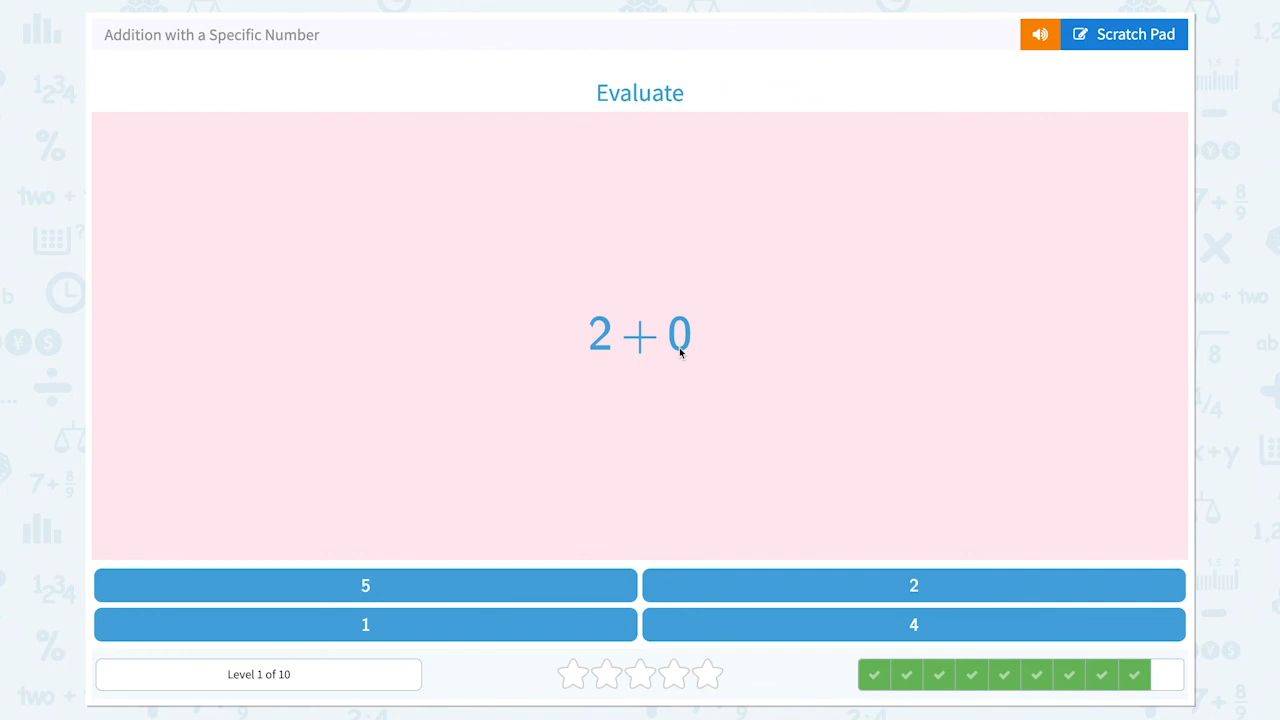 Addition with a Specific Number
Scratch Pad
Evaluate
2 + 0
5
2
1
4
Level 1 of 10